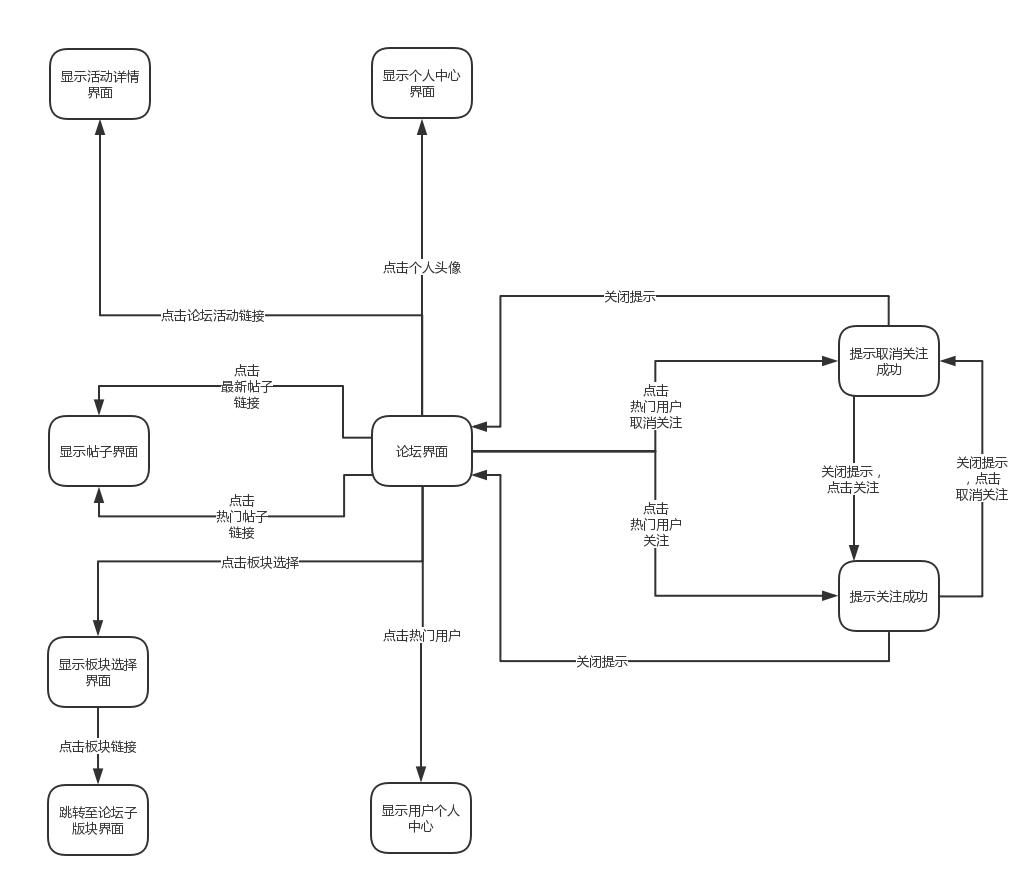 显示活动详情
界面
显示个人中心
界面
点击个人头像
关闭提示
点击论坛活动链接
提示取消关注
成功
点击
最新帖子
链接
点击
热门用户
取消关注
显示帖子界面
论坛界面
关闭提示，
点击关注
关闭提示
，点击
取消关注
点击
热门帖子
链接
点击
热门用户
关注
点击板块选择
提示关注成功
点击热门用户
关闭提示
显示板块选择
界面
点击板块链接
跳转至论坛子
版块界面
显示用户个人
中心